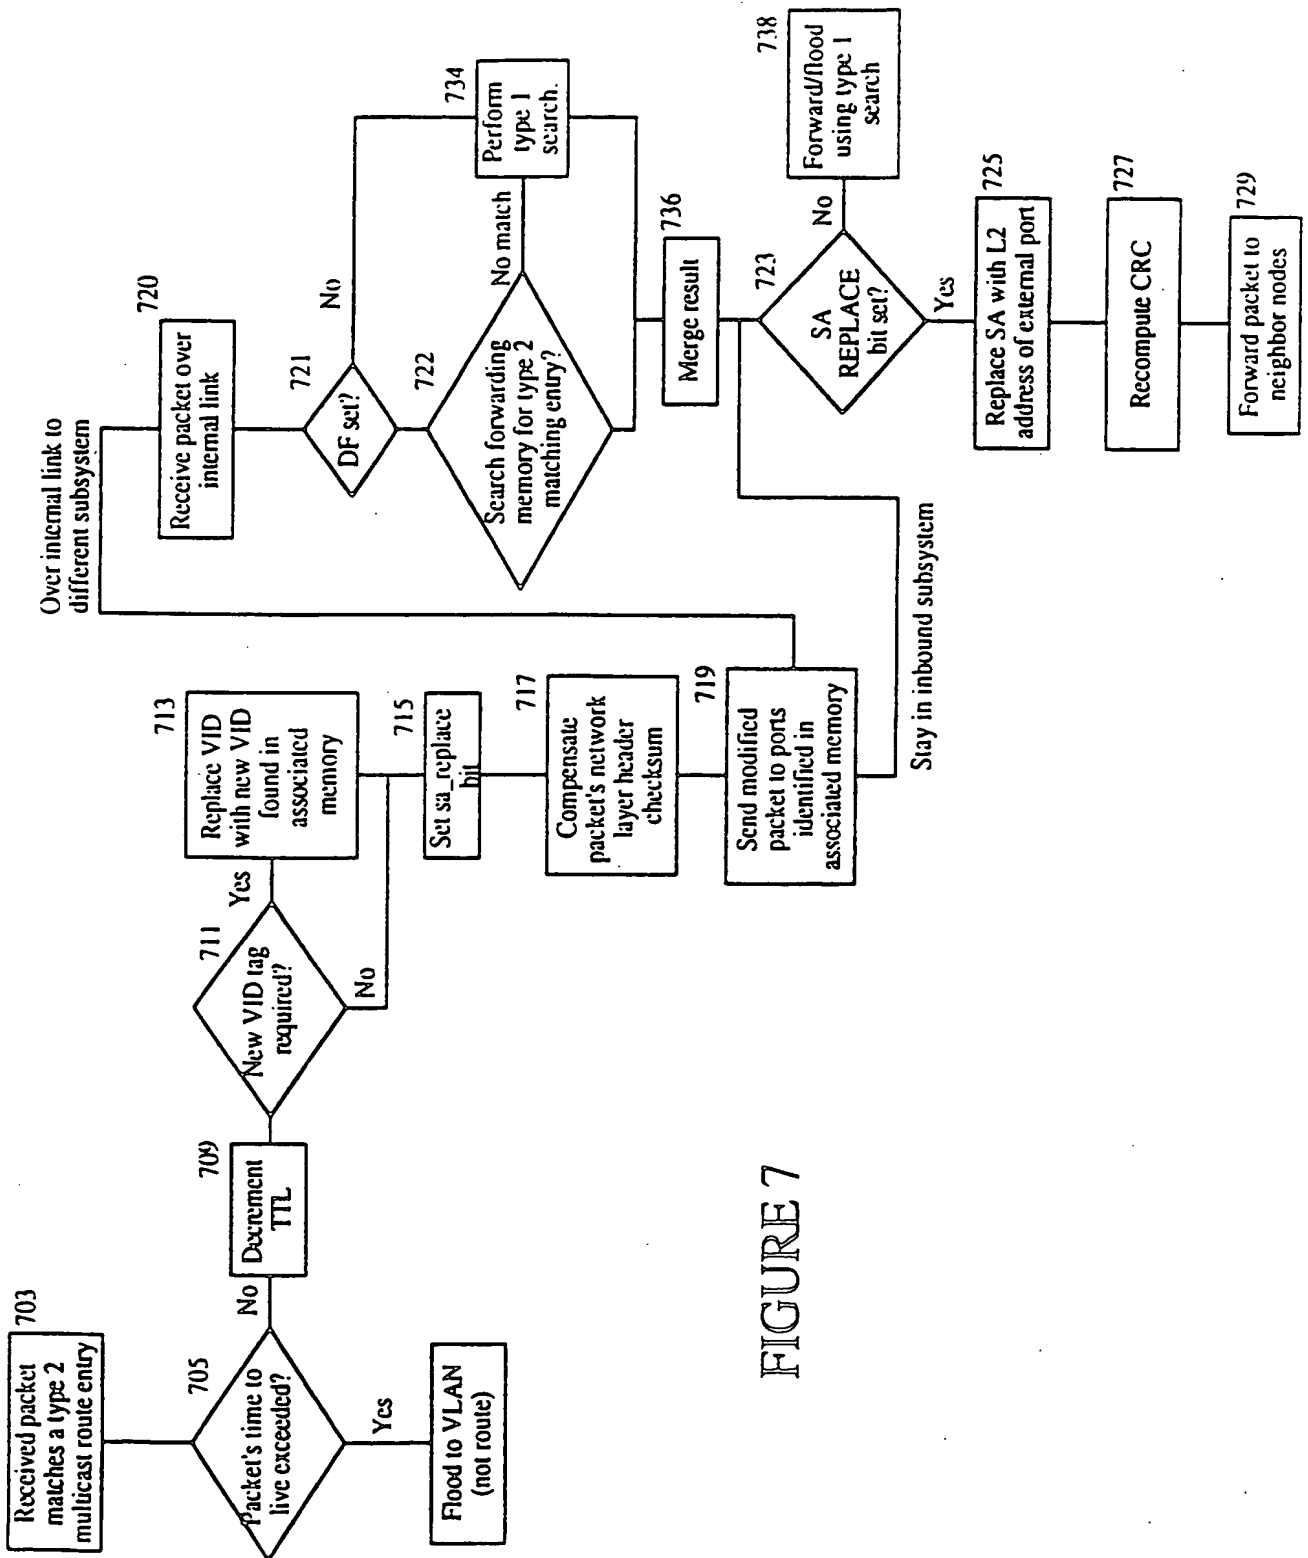 703
Received packet
matches a type 2
multicast route entry
705
Packet's time to
live exceeded?
Yes
Flood to VLAN
(not route)
No
709
Decrement
TTL
711
New VID tag
required?
Yes
No
713
Replace VID
with new VID
found in
associated
memory
715
Set sa_replace
bit
717
Compensate
packet's network
layer header
checksum
719
Send modified
packet to ports
identified in
associated memory
Over internal link to
different subsystem
Stay in inbound subsystem
720
Receive packet over
internal link
721
DF set?
No
722
Search forwarding
memory for type 2
matching entry?
No match
734
Perform
type 1
search.
736
Merge result
723
SA
REPLACE
bit set?
No
738
Forward/flood
using type 1
search
Yes
725
Replace SA with L2
address of external port
727
Recompute CRC
729
Forward packet to
neighbor nodes
FIGURE 7